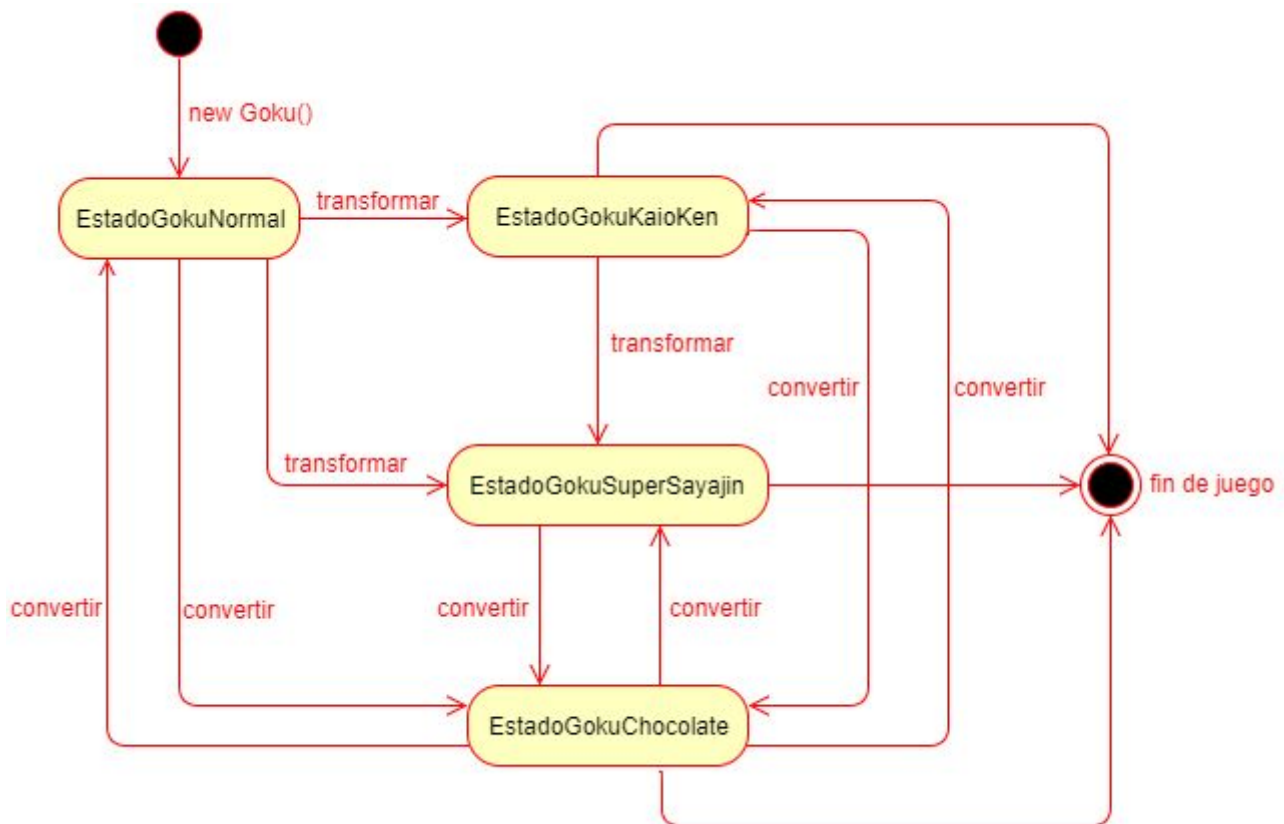 new Goku()
EstadoGokuNormal
transformar
EstadoGokuKaioKen
transformar
convertir
convertir
transformar
EstadoGokuSuperSayajin
fin de juego
convertir
convertir
convertir
convertir
EstadoGokuChocolate